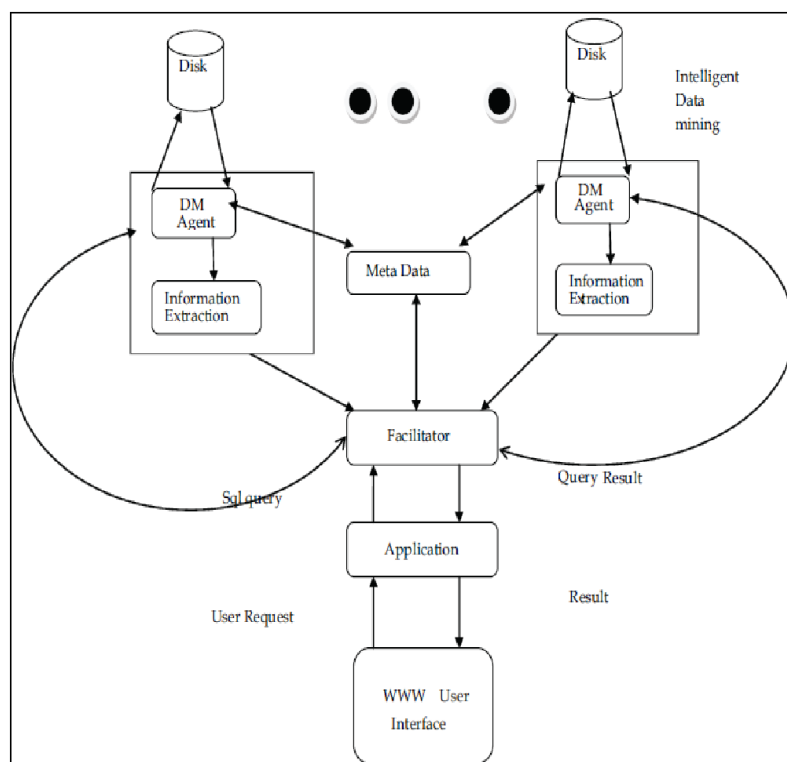 Disk
Disk
Intelligent
Data
mining
DM
Agent
DM
Agent
Meta Data
Information
Extraction
Information
Extraction
Facilitator
Sql query
Query Result
Application
User Request
Result
WWW User
Interface